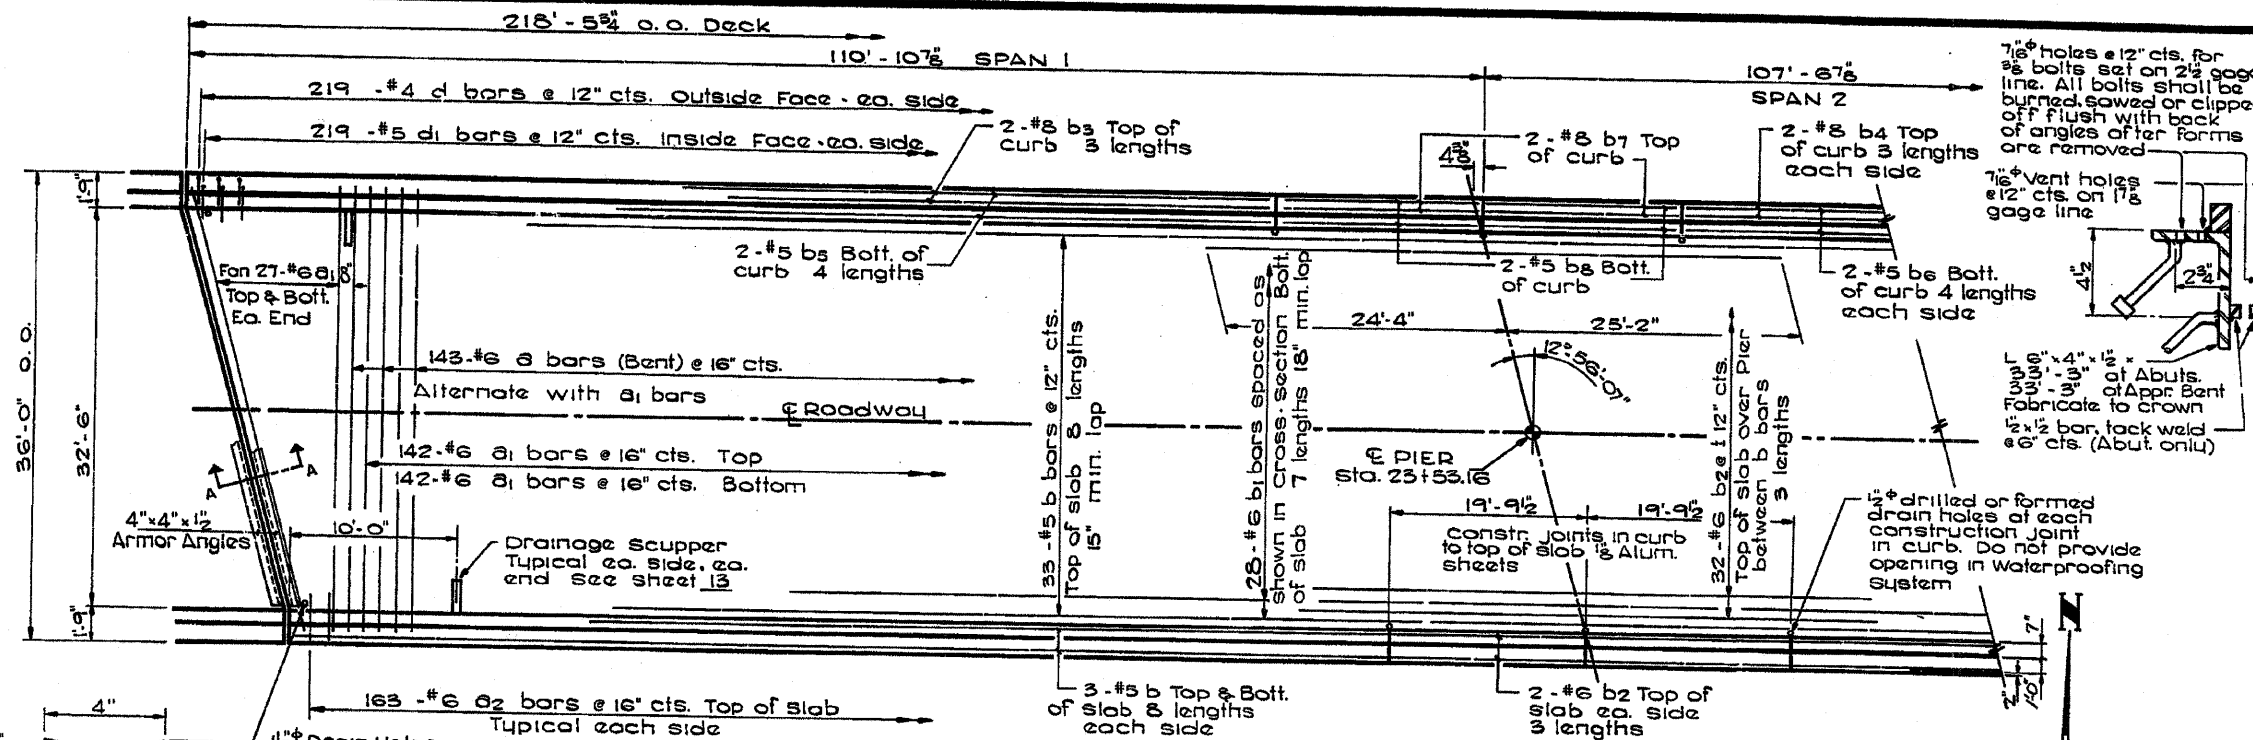 218'-5¾" O.O. Deck
110'-10⅞" SPAN 1
107'-6⅞"
SPAN 2
219 -#4 d bars @ 12" cts. Outside Face - ea. side
219 -#5 d1 bars @ 12" cts. Inside Face - ea. side
2-#8 b3 Top of
curb 3 lengths
4⅜"
2-#8 b7 Top
of curb
2-#8 b4 Top
of curb 3 lengths
each side
7/16"ϕ holes @ 12" cts. for
⅜" bolts set on 2½" gage
line. All bolts shall be
burned, sawed or clippe
off flush with back
of angles after forms
are removed
7/16"ϕ Vent holes
@ 12" cts. on 1⅞"
gage line
1'-9"
2-#5 b5 Bott. of
curb 4 lengths
2-#5 b8 Bott.
of curb
2-#5 b6 Bott.
of curb 4 lengths
each side
4½"
2¾"
Fan 27-#6 a1
8"
Top & Bott.
Ea. End
24'-4"
25'-2"
12°-56'-07"
36'-0" O. O.
32'-6"
143-#6 a bars (Bent) @ 16" cts.
Alternate with a1 bars
℄ Roadway
142-#6 a1 bars @ 16" cts. Top
142-#6 a1 bars @ 16" cts. Bottom
33-#5 b bars @ 12" cts.
Top of slab 8 lengths
15" min. lap
28-#6 b1 bars spaced as
shown in cross-section Bott.
of slab 7 lengths 18" min. lap
℄ PIER
Sta. 23+53.16
32-#6 b2 @ ± 12" cts.
Top of slab over Pier
between b bars
3 lengths
L 6"x4"x½" x
33'-3" at Abuts.
33'-3" at Appr. Bent
Fabricate to crown
½"x½" bar, tack weld
@ 6" cts. (Abut. only)
A
A
4"x4"x½"
Armor Angles
10'-0"
Drainage Scupper
Typical ea. side, ea.
end See sheet 13
19'-9½"
19'-9½"
Constr. joints in curb
to top of slab ⅛" Alum.
sheets
½"ϕ drilled or formed
drain holes at each
construction joint
in curb. Do not provide
opening in Waterproofing
System
N
1'-9"
7"
2"
1'-0"
4"
163 -#6 a2 bars @ 16" cts. Top of slab
Typical each side
3-#5 b Top & Bott.
of slab 8 lengths
each side
2-#6 b2 Top of
slab ea. side
3 lengths